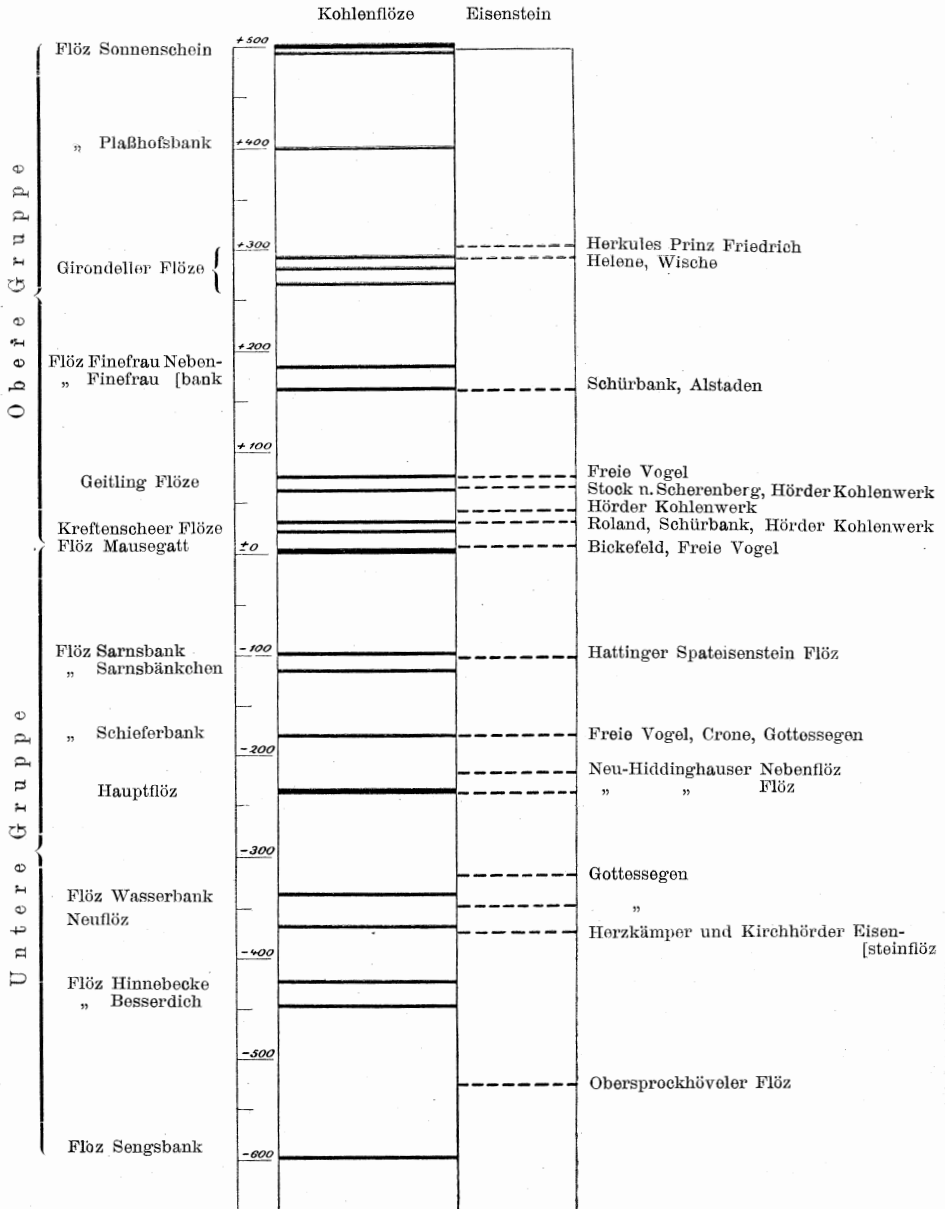 Kohlenflöze Eisenstein
Obere Gruppe
Untere Gruppe
Flöz Sonnenschein
„ Plaßhofsbank
Girondeller Flöze
Flöz Finefrau Neben-
„ Finefrau [bank
Geitling Flöze
Kreftenscheer Flöze
Flöz Mausegatt
Flöz Sarnsbank
„ Sarnsbänkchen
„ Schieferbank
Hauptflöz
Flöz Wasserbank
Neuflöz
Flöz Hinnebecke
„ Besserdich
Flöz Sengsbank
+500
+400
+300
+200
+100
±0
-100
-200
-300
-400
-500
-600
Herkules Prinz Friedrich
Helene, Wische
Schürbank, Alstaden
Freie Vogel
Stock n. Scherenberg, Hörder Kohlenwerk
Hörder Kohlenwerk
Roland, Schürbank, Hörder Kohlenwerk
Bickefeld, Freie Vogel
Hattinger Spateisenstein Flöz
Freie Vogel, Crone, Gottessegen
Neu-Hiddinghauser Nebenflöz
„ „ Flöz
Gottessegen
„
Herzkämper und Kirchhörder Eisen-
[steinflöz
Obersprockhöveler Flöz